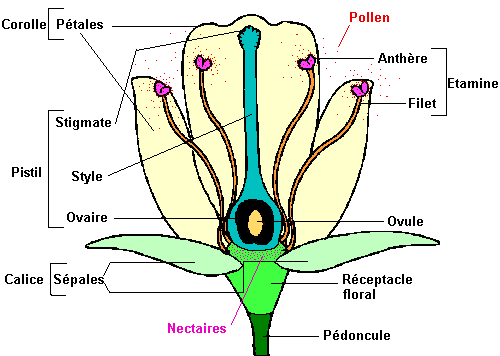 Corolle Pétales
Pollen
Anthère
Etamine
Filet
Stigmate
Pistil
Style
Ovaire
Ovule
Calice Sépales
Réceptacle
floral
Nectaires
Pédoncule